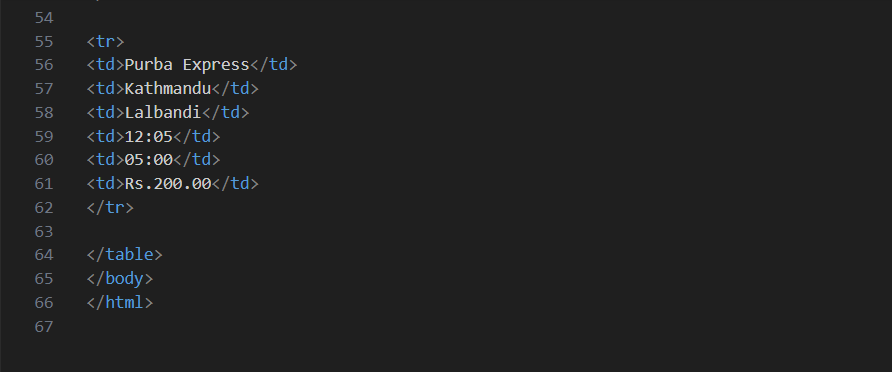 54
55 <tr>
56 <td>Purba Express</td>
57 <td>Kathmandu</td>
58 <td>Lalbandi</td>
59 <td>12:05</td>
60 <td>05:00</td>
61 <td>Rs.200.00</td>
62 </tr>
63
64 </table>
65 </body>
66 </html>
67